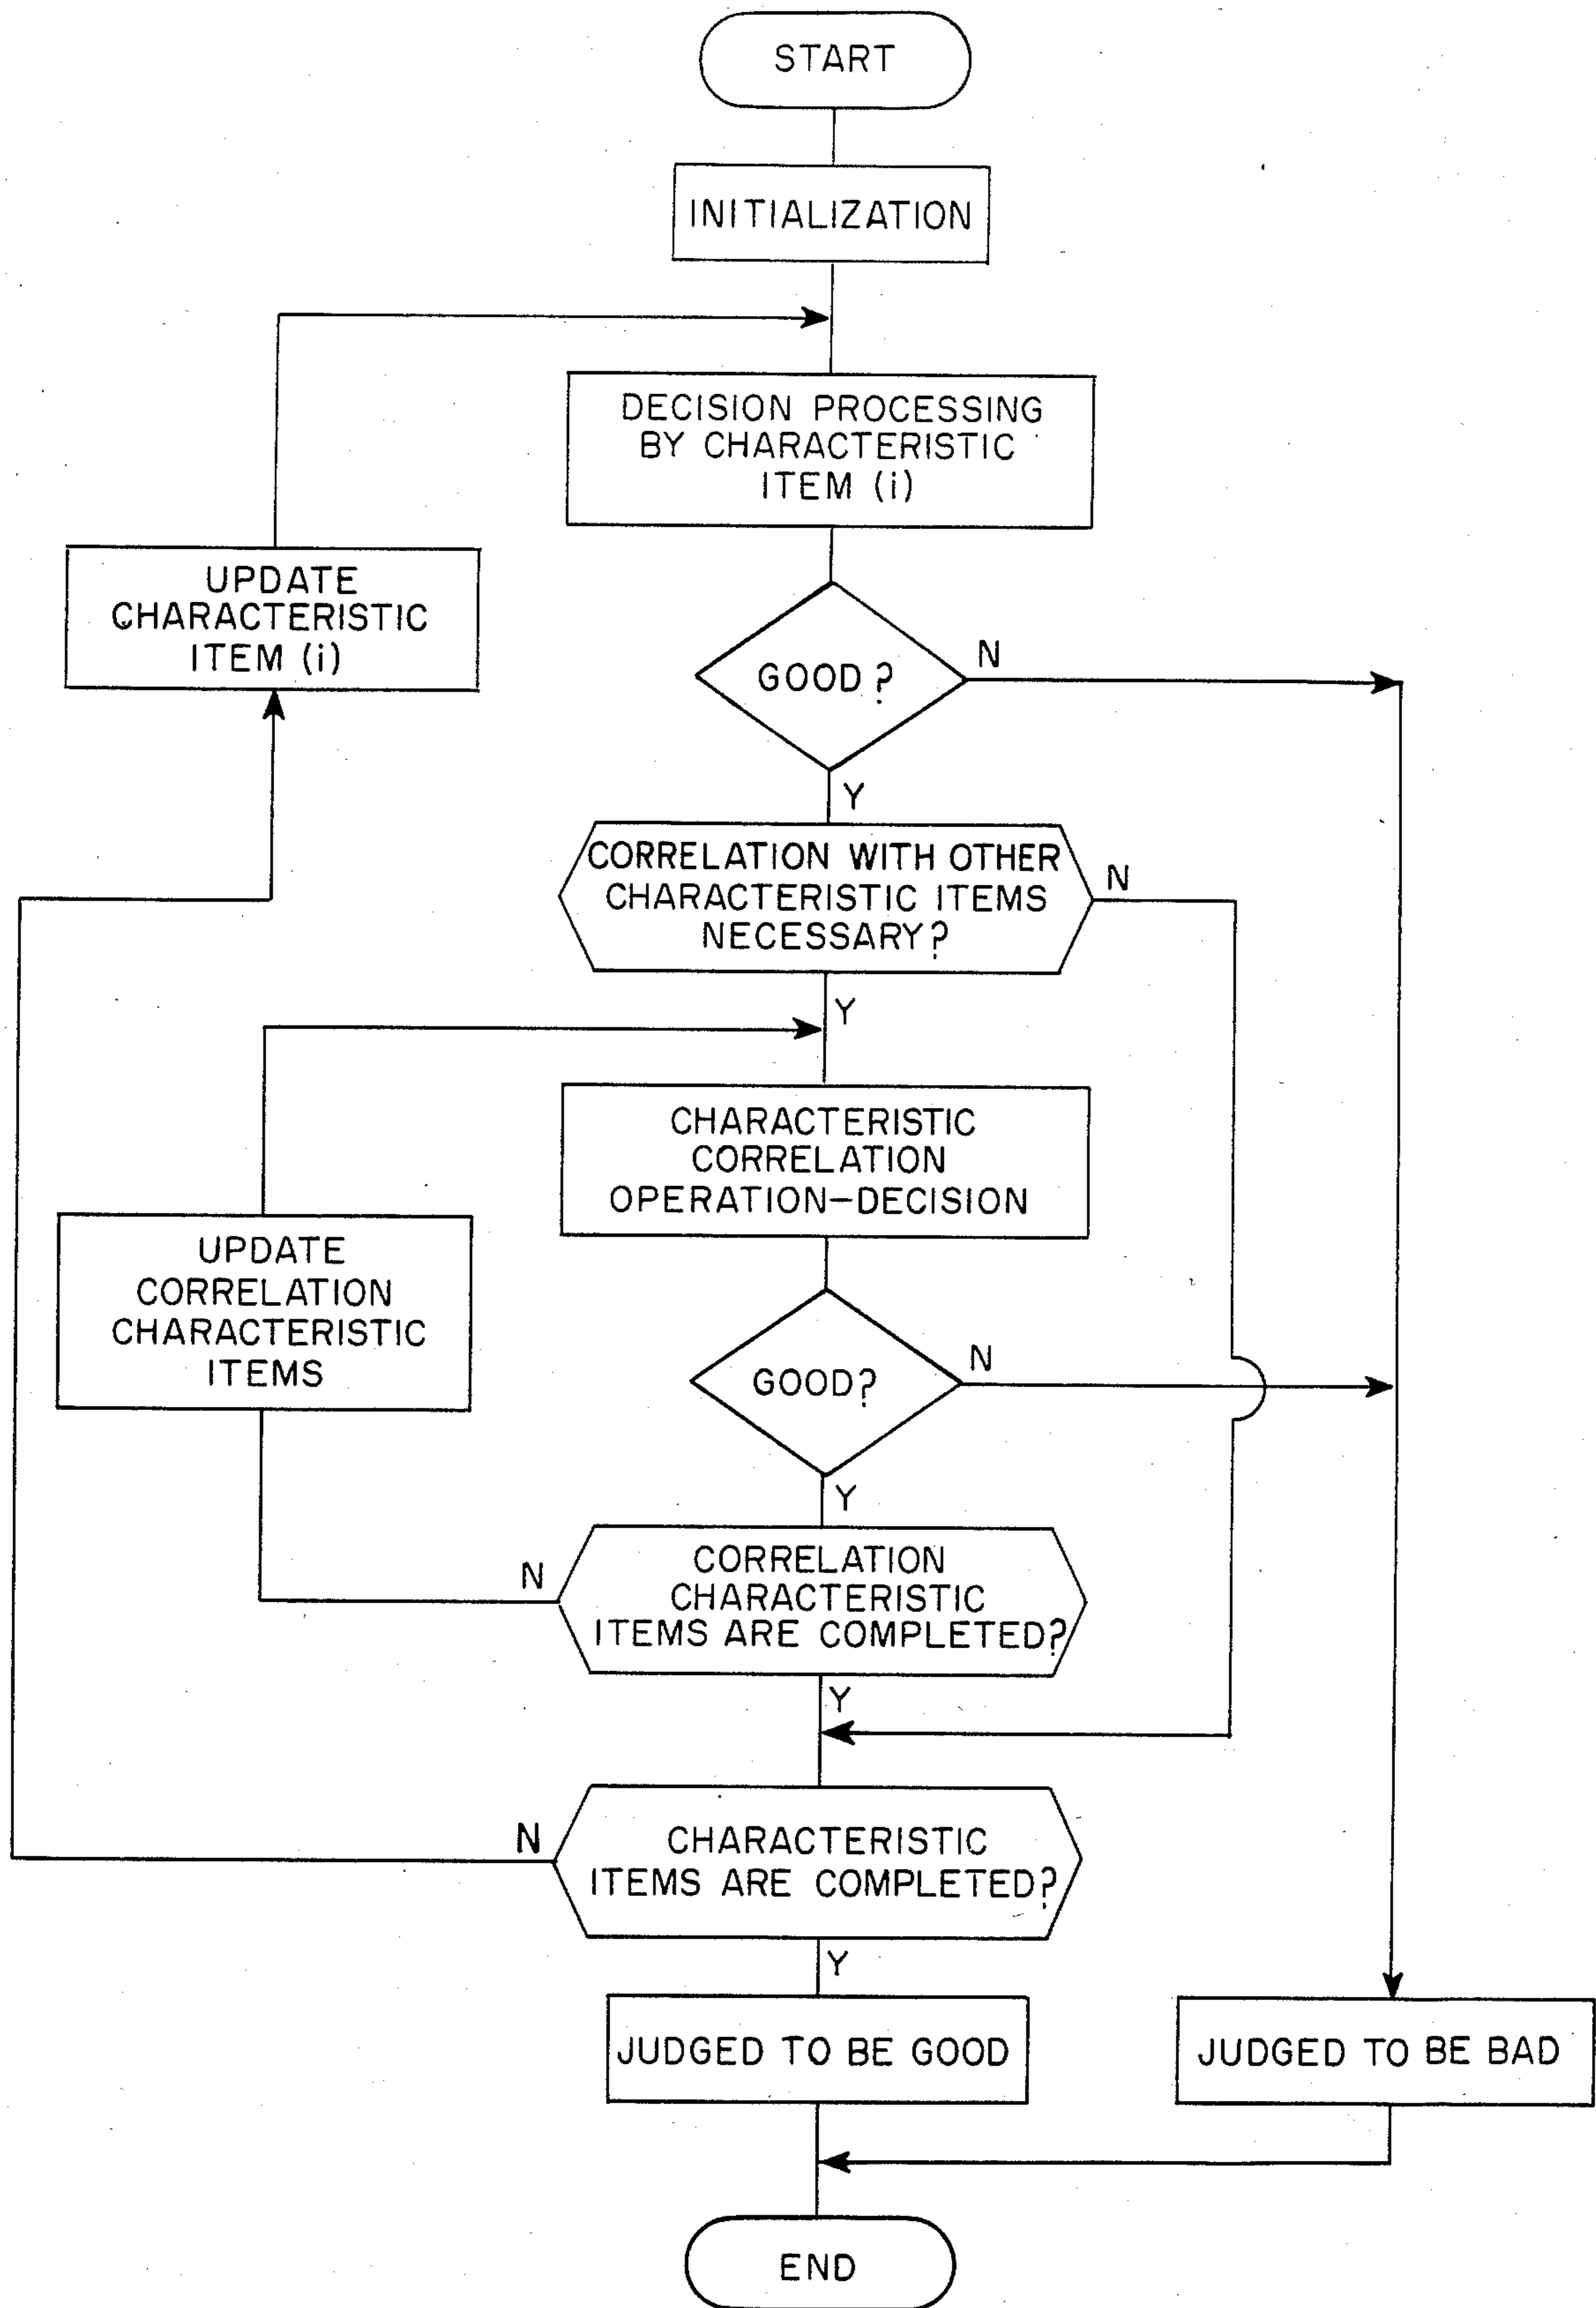 START
INITIALIZATION
DECISION PROCESSING
BY CHARACTERISTIC
ITEM (i)
UPDATE
CHARACTERISTIC
ITEM (i)
GOOD?
N
Y
CORRELATION WITH OTHER
CHARACTERISTIC ITEMS
NECESSARY?
N
Y
CHARACTERISTIC
CORRELATION
OPERATION-DECISION
UPDATE
CORRELATION
CHARACTERISTIC
ITEMS
GOOD?
N
Y
CORRELATION
CHARACTERISTIC
ITEMS ARE COMPLETED?
N
Y
CHARACTERISTIC
ITEMS ARE COMPLETED?
N
Y
JUDGED TO BE GOOD
JUDGED TO BE BAD
END